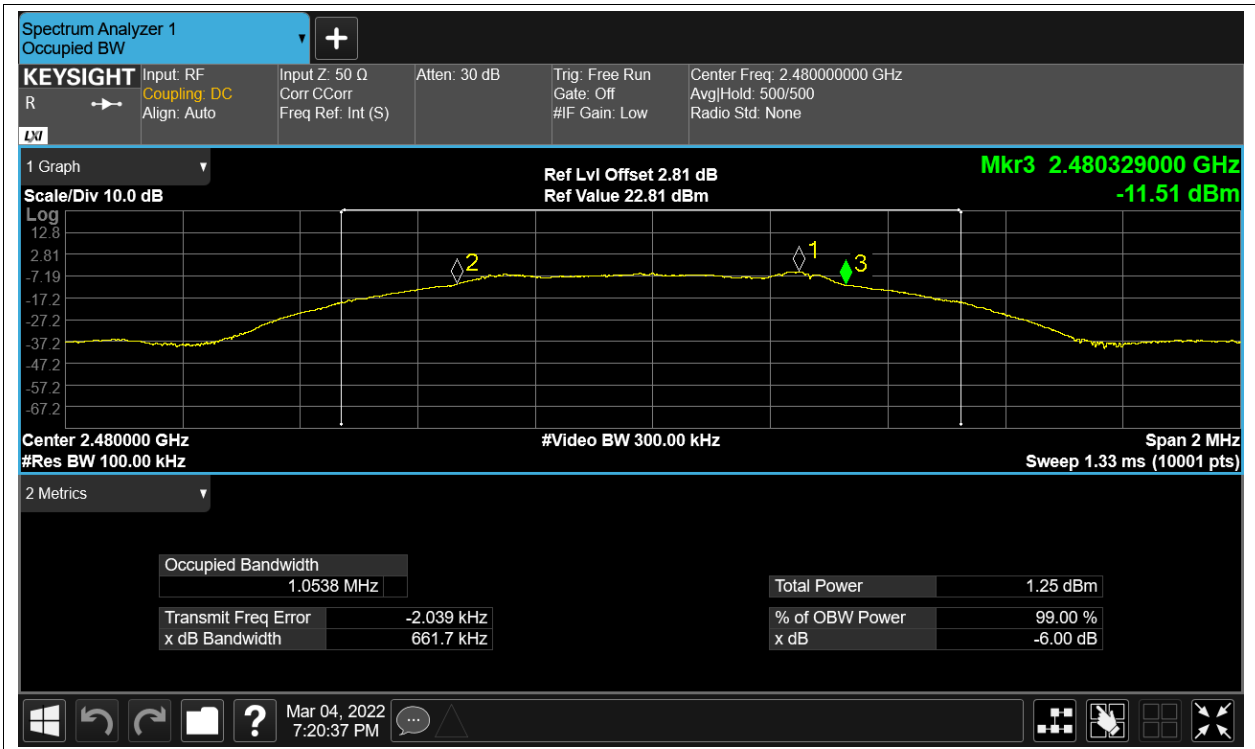 Spectrum Analyzer 1
Occupied BW
KEYSIGHT
R
LXI
Input: RF
Coupling: DC
Align: Auto
Input Z: 50 Ω
Corr CCorr
Freq Ref: Int (S)
Atten: 30 dB
Trig: Free Run
Gate: Off
#IF Gain: Low
Center Freq: 2.480000000 GHz
Avg|Hold: 500/500
Radio Std: None
1 Graph
Scale/Div 10.0 dB
Ref Lvl Offset 2.81 dB
Ref Value 22.81 dBm
Mkr3 2.480329000 GHz
-11.51 dBm
Log
12.8
2.81
-7.19
-17.2
-27.2
-37.2
-47.2
-57.2
-67.2
2
1
3
Center 2.480000 GHz
#Res BW 100.00 kHz
#Video BW 300.00 kHz
Span 2 MHz
Sweep 1.33 ms (10001 pts)
2 Metrics
Occupied Bandwidth
1.0538 MHz
Transmit Freq Error -2.039 kHz
x dB Bandwidth 661.7 kHz
Total Power 1.25 dBm
% of OBW Power 99.00 %
x dB -6.00 dB
?
Mar 04, 2022
7:20:37 PM